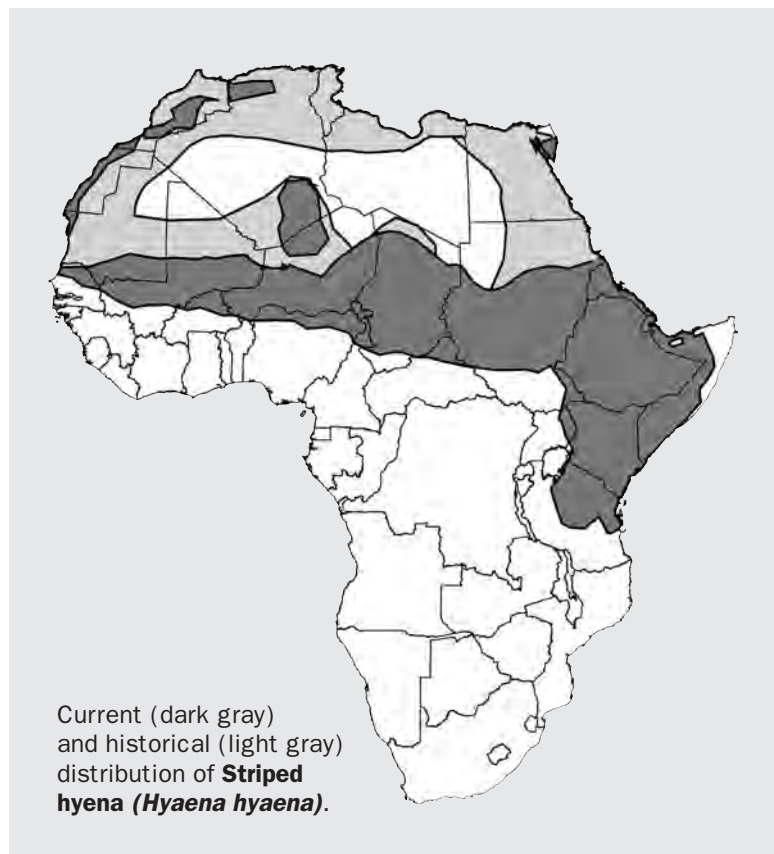 Current (dark gray)
and historical (light gray)
distribution of Striped
hyena (Hyaena hyaena).